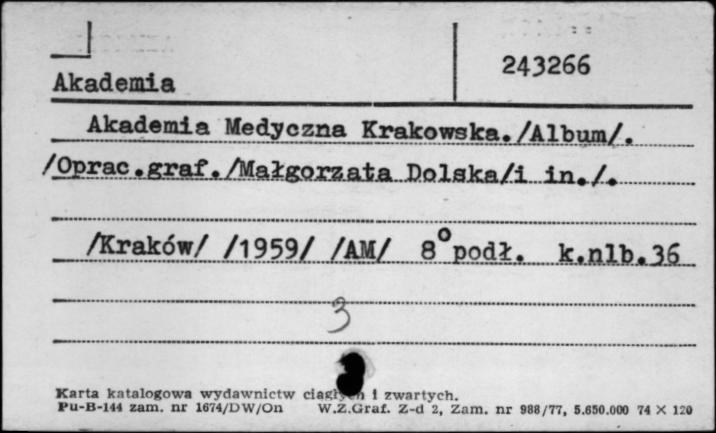 243266
Akademia
Akademia Medyczna Krakowska./Album/.
/Oprac.graf./Małgorzata Dolska/i in./.
/Kraków/ /1959/ /AM/ 8° podł. k.nlb.36
3
Karta katalogowa wydawnictw ciągłych i zwartych.
Pu-B-144 zam. nr 1674/DW/On W.Z.Graf. Z-d 2, Zam. nr 988/77, 5.650.000 74 X 120